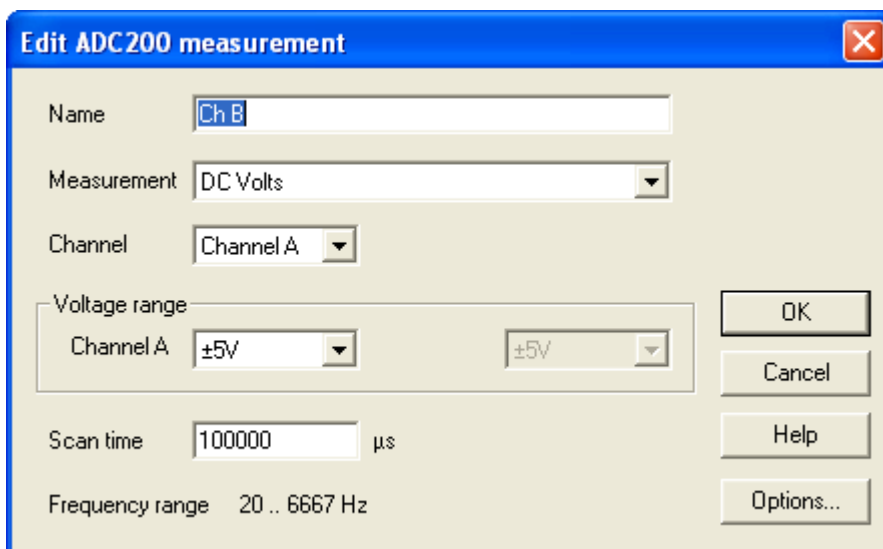 Edit ADC200 measurement
Name Ch B
Measurement DC Volts
Channel Channel A
Voltage range
Channel A ±5V ±5V
OK
Cancel
Scan time 100000 µs
Help
Frequency range 20 .. 6667 Hz
Options...